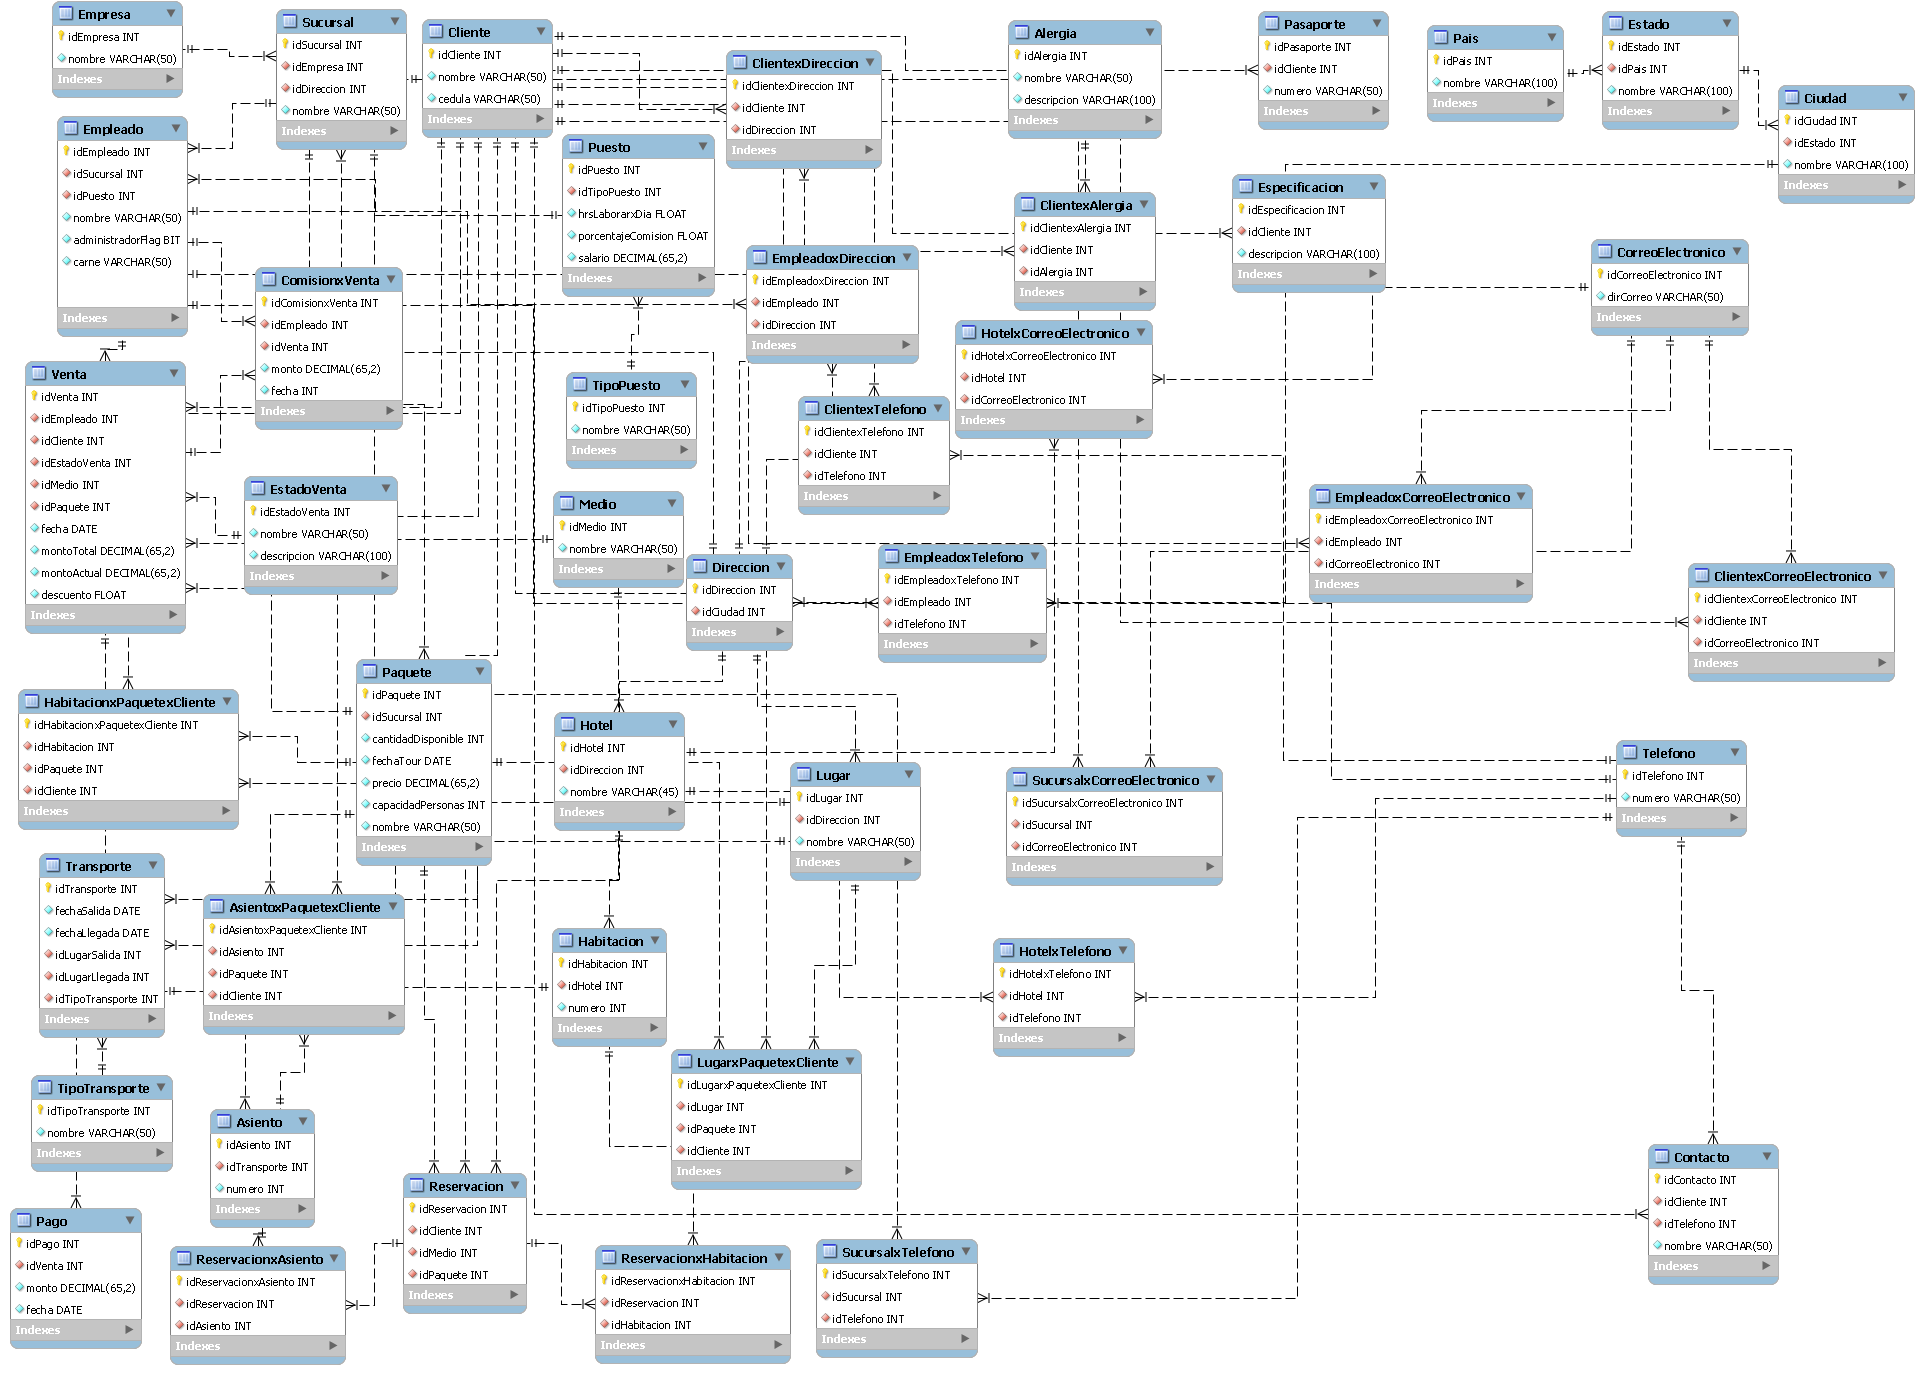 Empresa
idEmpresa INT
nombre VARCHAR(50)
Indexes
Sucursal
idSucursal INT
idEmpresa INT
idDireccion INT
nombre VARCHAR(50)
Indexes
Cliente
idCliente INT
nombre VARCHAR(50)
cedula VARCHAR(50)
Indexes
ClientexDireccion
idClientexDireccion INT
idCliente INT
idDireccion INT
Indexes
Alergia
idAlergia INT
nombre VARCHAR(50)
descripcion VARCHAR(100)
Indexes
Pasaporte
idPasaporte INT
idCliente INT
numero VARCHAR(50)
Indexes
Pais
idPais INT
nombre VARCHAR(100)
Indexes
Estado
idEstado INT
idPais INT
nombre VARCHAR(100)
Indexes
Ciudad
idCiudad INT
idEstado INT
nombre VARCHAR(100)
Indexes
Empleado
idEmpleado INT
idSucursal INT
idPuesto INT
nombre VARCHAR(50)
administradorFlag BIT
carne VARCHAR(50)
Indexes
Puesto
idPuesto INT
idTipoPuesto INT
hrsLaborarxDia FLOAT
porcentajeComision FLOAT
salario DECIMAL(65,2)
Indexes
ClientexAlergia
idClientexAlergia INT
idCliente INT
idAlergia INT
Indexes
Especificacion
idEspecificacion INT
idCliente INT
descripcion VARCHAR(100)
Indexes
CorreoElectronico
idCorreoElectronico INT
dirCorreo VARCHAR(50)
Indexes
ComisionxVenta
idComisionxVenta INT
idEmpleado INT
idVenta INT
monto DECIMAL(65,2)
fecha INT
Indexes
EmpleadoxDireccion
idEmpleadoxDireccion INT
idEmpleado INT
idDireccion INT
Indexes
HotelxCorreoElectronico
idHotelxCorreoElectronico INT
idHotel INT
idCorreoElectronico INT
Indexes
Venta
idVenta INT
idEmpleado INT
idCliente INT
idEstadoVenta INT
idMedio INT
idPaquete INT
fecha DATE
montoTotal DECIMAL(65,2)
montoActual DECIMAL(65,2)
descuento FLOAT
Indexes
TipoPuesto
idTipoPuesto INT
nombre VARCHAR(50)
Indexes
ClientexTelefono
idClientexTelefono INT
idCliente INT
idTelefono INT
Indexes
EstadoVenta
idEstadoVenta INT
nombre VARCHAR(50)
descripcion VARCHAR(100)
Indexes
Medio
idMedio INT
nombre VARCHAR(50)
Indexes
EmpleadoxCorreoElectronico
idEmpleadoxCorreoElectronico INT
idEmpleado INT
idCorreoElectronico INT
Indexes
Direccion
idDireccion INT
idCiudad INT
Indexes
EmpleadoxTelefono
idEmpleadoxTelefono INT
idEmpleado INT
idTelefono INT
Indexes
ClientexCorreoElectronico
idClientexCorreoElectronico INT
idCliente INT
idCorreoElectronico INT
Indexes
HabitacionxPaquetexCliente
idHabitacionxPaquetexCliente INT
idHabitacion INT
idPaquete INT
idCliente INT
Indexes
Paquete
idPaquete INT
idSucursal INT
cantidadDisponible INT
fechaTour DATE
precio DECIMAL(65,2)
capacidadPersonas INT
nombre VARCHAR(50)
Indexes
Hotel
idHotel INT
idDireccion INT
nombre VARCHAR(45)
Indexes
Lugar
idLugar INT
idDireccion INT
nombre VARCHAR(50)
Indexes
SucursalxCorreoElectronico
idSucursalxCorreoElectronico INT
idSucursal INT
idCorreoElectronico INT
Indexes
Telefono
idTelefono INT
numero VARCHAR(50)
Indexes
Transporte
idTransporte INT
fechaSalida DATE
fechaLlegada DATE
idLugarSalida INT
idLugarLlegada INT
idTipoTransporte INT
Indexes
AsientoxPaquetexCliente
idAsientoxPaquetexCliente INT
idAsiento INT
idPaquete INT
idCliente INT
Indexes
Habitacion
idHabitacion INT
idHotel INT
numero INT
Indexes
HotelxTelefono
idHotelxTelefono INT
idHotel INT
idTelefono INT
Indexes
LugarxPaquetexCliente
idLugarxPaquetexCliente INT
idLugar INT
idPaquete INT
idCliente INT
Indexes
TipoTransporte
idTipoTransporte INT
nombre VARCHAR(50)
Indexes
Asiento
idAsiento INT
idTransporte INT
numero INT
Indexes
Reservacion
idReservacion INT
idCliente INT
idMedio INT
idPaquete INT
Indexes
Contacto
idContacto INT
idCliente INT
idTelefono INT
nombre VARCHAR(50)
Indexes
Pago
idPago INT
idVenta INT
monto DECIMAL(65,2)
fecha DATE
Indexes
ReservacionxAsiento
idReservacionxAsiento INT
idReservacion INT
idAsiento INT
Indexes
ReservacionxHabitacion
idReservacionxHabitacion INT
idReservacion INT
idHabitacion INT
Indexes
SucursalxTelefono
idSucursalxTelefono INT
idSucursal INT
idTelefono INT
Indexes